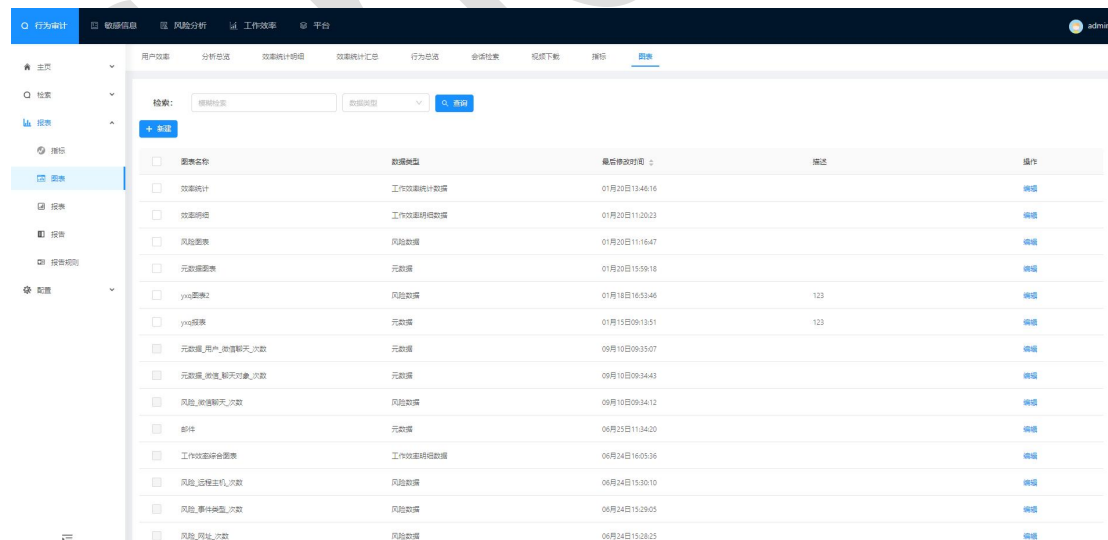 行为审计 敏感信息 风险分析 工作效率 平台 admin
用户效率 分析总览 效率统计明细 效率统计汇总 行为总览 会话检索 视频下载 指标 图表
主页
检索
报表
指标
图表
报表
报告
报告规则
配置
检索: 模糊检索 数据类型 查询
+ 新建
图表名称 数据类型 最后修改时间 描述 操作
效率统计 工作效率统计数据 01月20日13:46:16 编辑
效率明细 工作效率明细数据 01月20日11:20:23 编辑
风险图表 风险数据 01月20日11:16:47 编辑
元数据图表 元数据 01月20日15:59:18 编辑
yxq图表2 风险数据 01月18日16:53:46 123 编辑
yxq报表 元数据 01月15日09:13:51 123 编辑
元数据_用户_微信聊天_次数 元数据 09月10日09:35:07 编辑
元数据_微信_聊天对象_次数 元数据 09月10日09:34:43 编辑
风险_微信聊天_次数 风险数据 09月10日09:34:12 编辑
邮件 元数据 06月25日11:34:20 编辑
工作效率综合图表 工作效率明细数据 06月24日16:05:36 编辑
风险_远程主机_次数 风险数据 06月24日15:30:10 编辑
风险_事件类型_次数 风险数据 06月24日15:29:05 编辑
风险_网址_次数 风险数据 06月24日15:28:25 编辑